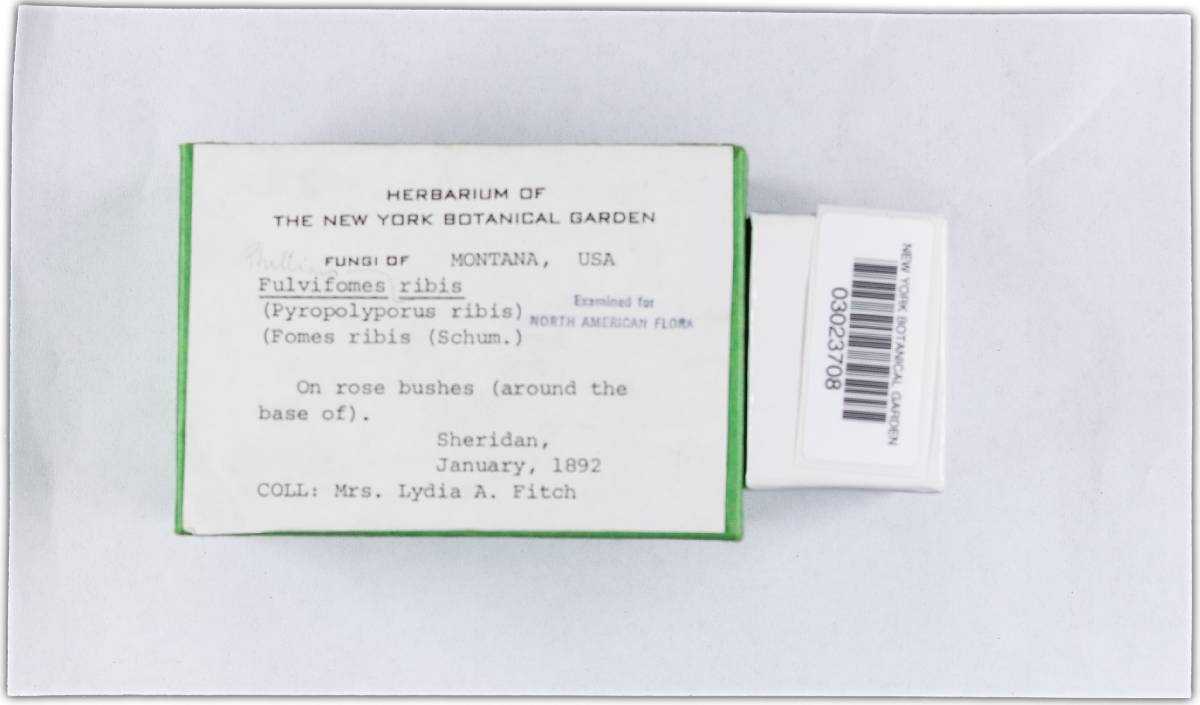 HERBARIUM OF
THE NEW YORK BOTANICAL GARDEN
FUNGI OF MONTANA, USA
Fulvifomes ribis
(Pyropolyporus ribis)
(Fomes ribis (Schum.)
Examined for
NORTH AMERICAN FLORA
On rose bushes (around the
base of).
Sheridan,
January, 1892
COLL: Mrs. Lydia A. Fitch
NEW YORK BOTANICAL GARDEN
03023708